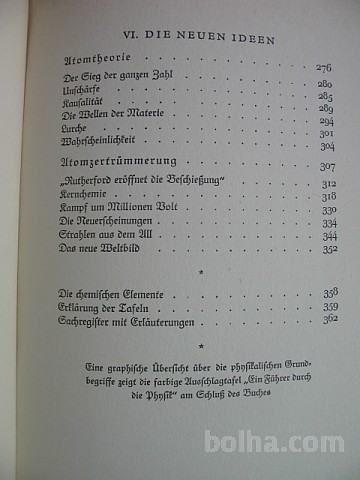 VI. DIE NEUEN IDEEN
Atomtheorie . . . . . . . . . . . 276
Der Sieg der ganzen Zahl . . . . . . . . 280
Unschärfe . . . . . . . . . . . 285
Kausalität . . . . . . . . . . . 289
Die Wellen der Materie . . . . . . . . 294
Lurche . . . . . . . . . . . 301
Wahrscheinlichkeit . . . . . . . . . 304
Atomzertrümmerung . . . . . . . . . 307
„Rutherford eröffnet die Beschießung“ . . . . . 312
Kernchemie . . . . . . . . . . . 318
Kampf um Millionen Volt . . . . . . . . 330
Die Neuerscheinungen . . . . . . . . 334
Strahlen aus dem All . . . . . . . . 344
Das neue Weltbild . . . . . . . . . 352
*
Die chemischen Elemente . . . . . . . . 358
Erklärung der Tafeln . . . . . . . . 359
Sachregister mit Erläuterungen . . . . . . 362
*
Eine graphische Übersicht über die physikalischen Grund-
begriffe zeigt die farbige Ausschlagtafel „Ein Führer durch
die Physik“ am Schluß des Buches
bolha.com